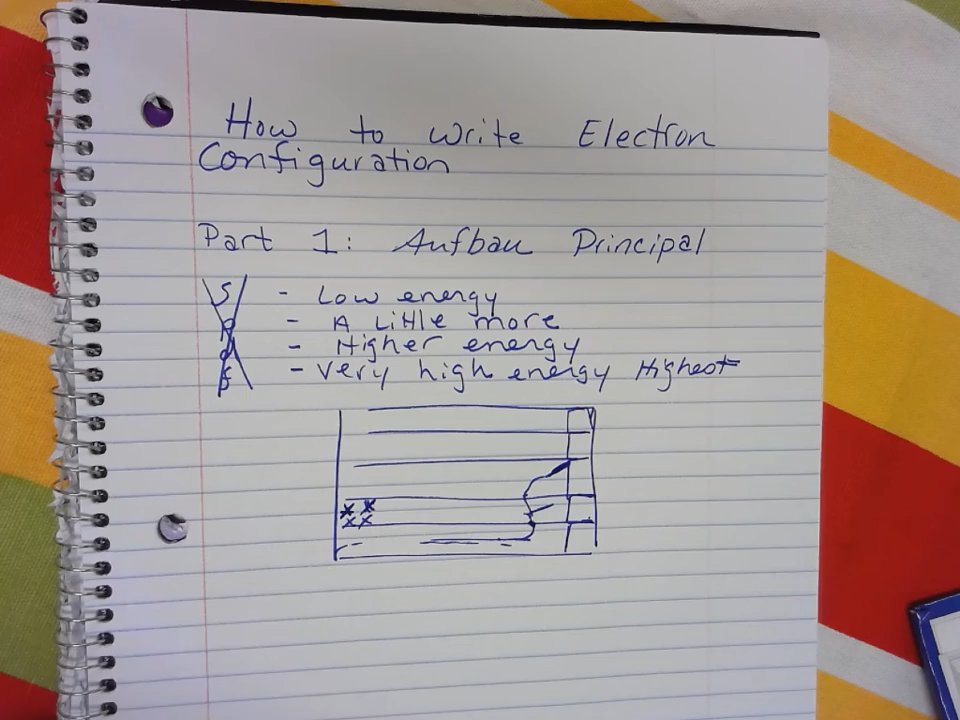 How to write Electron
Configuration
Part 1: Aufbau Principal
S - Low energy
p - A Little more
d - Higher energy
f - very high energy Highest